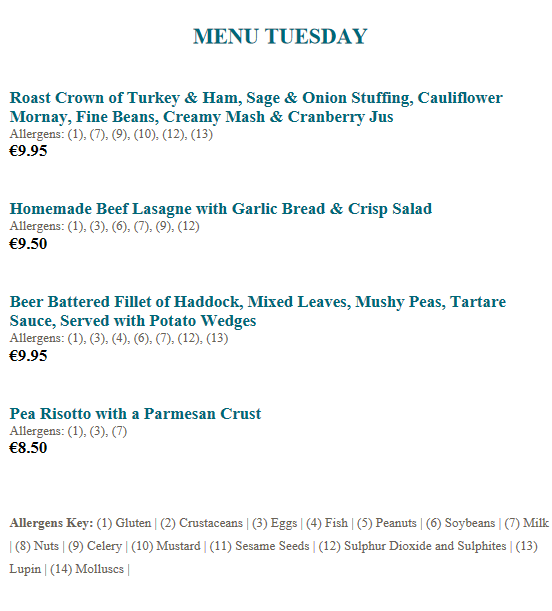 MENU TUESDAY
Roast Crown of Turkey & Ham, Sage & Onion Stuffing, Cauliflower
Mornay, Fine Beans, Creamy Mash & Cranberry Jus
Allergens: (1), (7), (9), (10), (12), (13)
€9.95
Homemade Beef Lasagne with Garlic Bread & Crisp Salad
Allergens: (1), (3), (6), (7), (9), (12)
€9.50
Beer Battered Fillet of Haddock, Mixed Leaves, Mushy Peas, Tartare
Sauce, Served with Potato Wedges
Allergens: (1), (3), (4), (6), (7), (12), (13)
€9.95
Pea Risotto with a Parmesan Crust
Allergens: (1), (3), (7)
€8.50
Allergens Key: (1) Gluten | (2) Crustaceans | (3) Eggs | (4) Fish | (5) Peanuts | (6) Soybeans | (7) Milk
| (8) Nuts | (9) Celery | (10) Mustard | (11) Sesame Seeds | (12) Sulphur Dioxide and Sulphites | (13)
Lupin | (14) Molluscs |